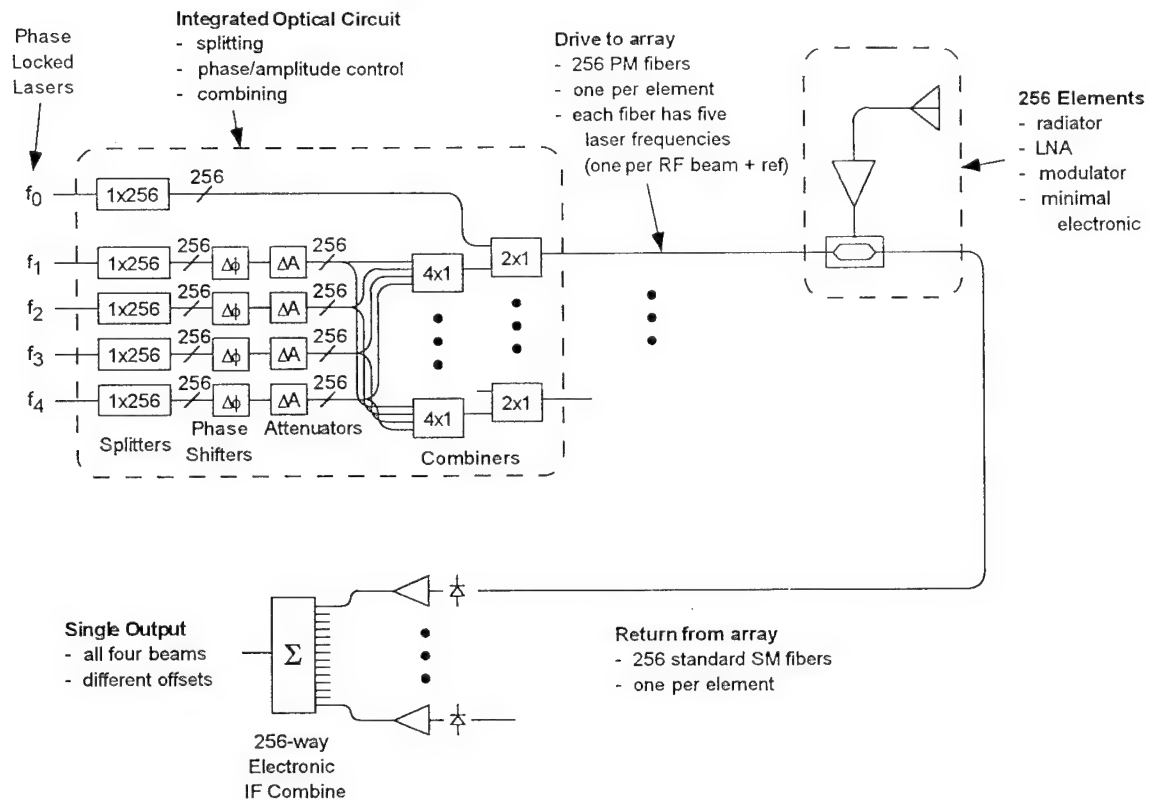 Phase
Locked
Lasers
Integrated Optical Circuit
- splitting
- phase/amplitude control
- combining
Drive to array
- 256 PM fibers
- one per element
- each fiber has five
laser frequencies
(one per RF beam + ref)
256 Elements
- radiator
- LNA
- modulator
- minimal
electronic
f0
1x256
256
f1
1x256
256
Δϕ
ΔA
256
4x1
2x1
f2
1x256
256
Δϕ
ΔA
256
f3
1x256
256
Δϕ
ΔA
256
f4
1x256
256
Δϕ
ΔA
256
4x1
2x1
Splitters
Phase
Shifters
Attenuators
Combiners
Single Output
- all four beams
- different offsets
Σ
256-way
Electronic
IF Combine
Return from array
- 256 standard SM fibers
- one per element